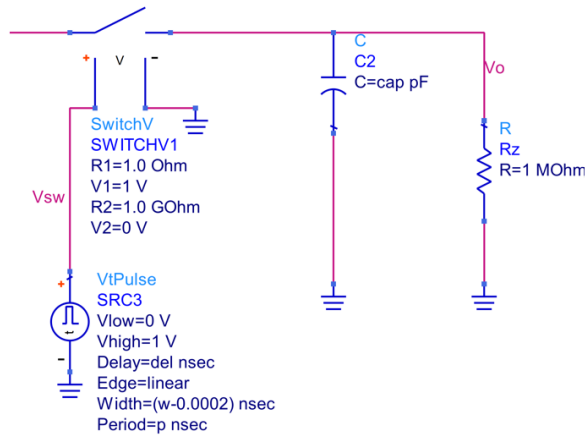 +
V
-
SwitchV
SWITCHV1
R1=1.0 Ohm
V1=1 V
R2=1.0 GOhm
V2=0 V
C
C2
C=cap pF
Vo
R
Rz
R=1 MOhm
Vsw
+
-
t
VtPulse
SRC3
Vlow=0 V
Vhigh=1 V
Delay=del nsec
Edge=linear
Width=(w-0.0002) nsec
Period=p nsec